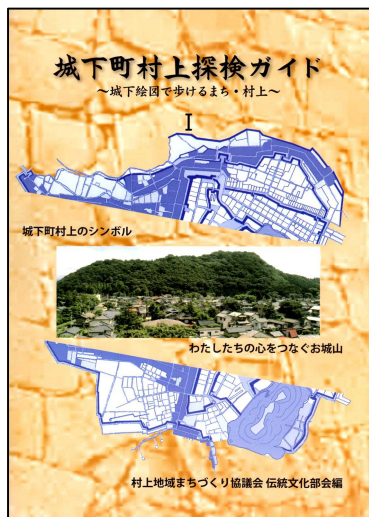 城下町村上探検ガイド
～城下絵図で歩けるまち・村上～
I
城下町村上のシンボル
わたしたちの心をつなぐお城山
村上地域まちづくり協議会 伝統文化部会編